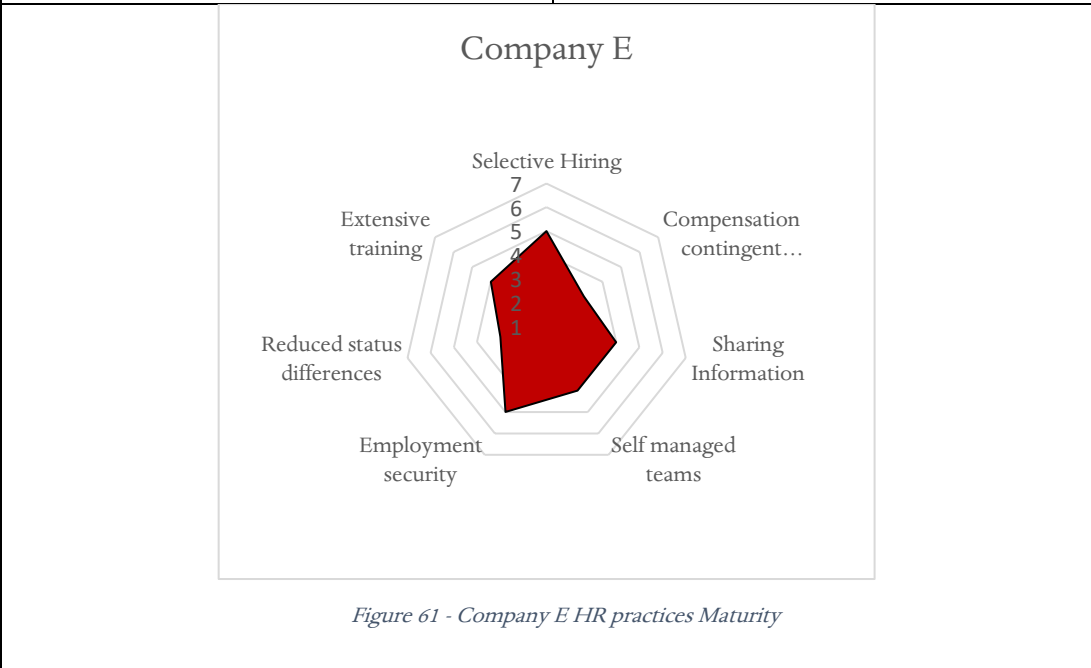 Company E
Selective Hiring
7
6
5
4
3
2
1
Extensive
training
Compensation
contingent…
Reduced status
differences
Sharing
Information
Employment
security
Self managed
teams
Figure 61 - Company E HR practices Maturity